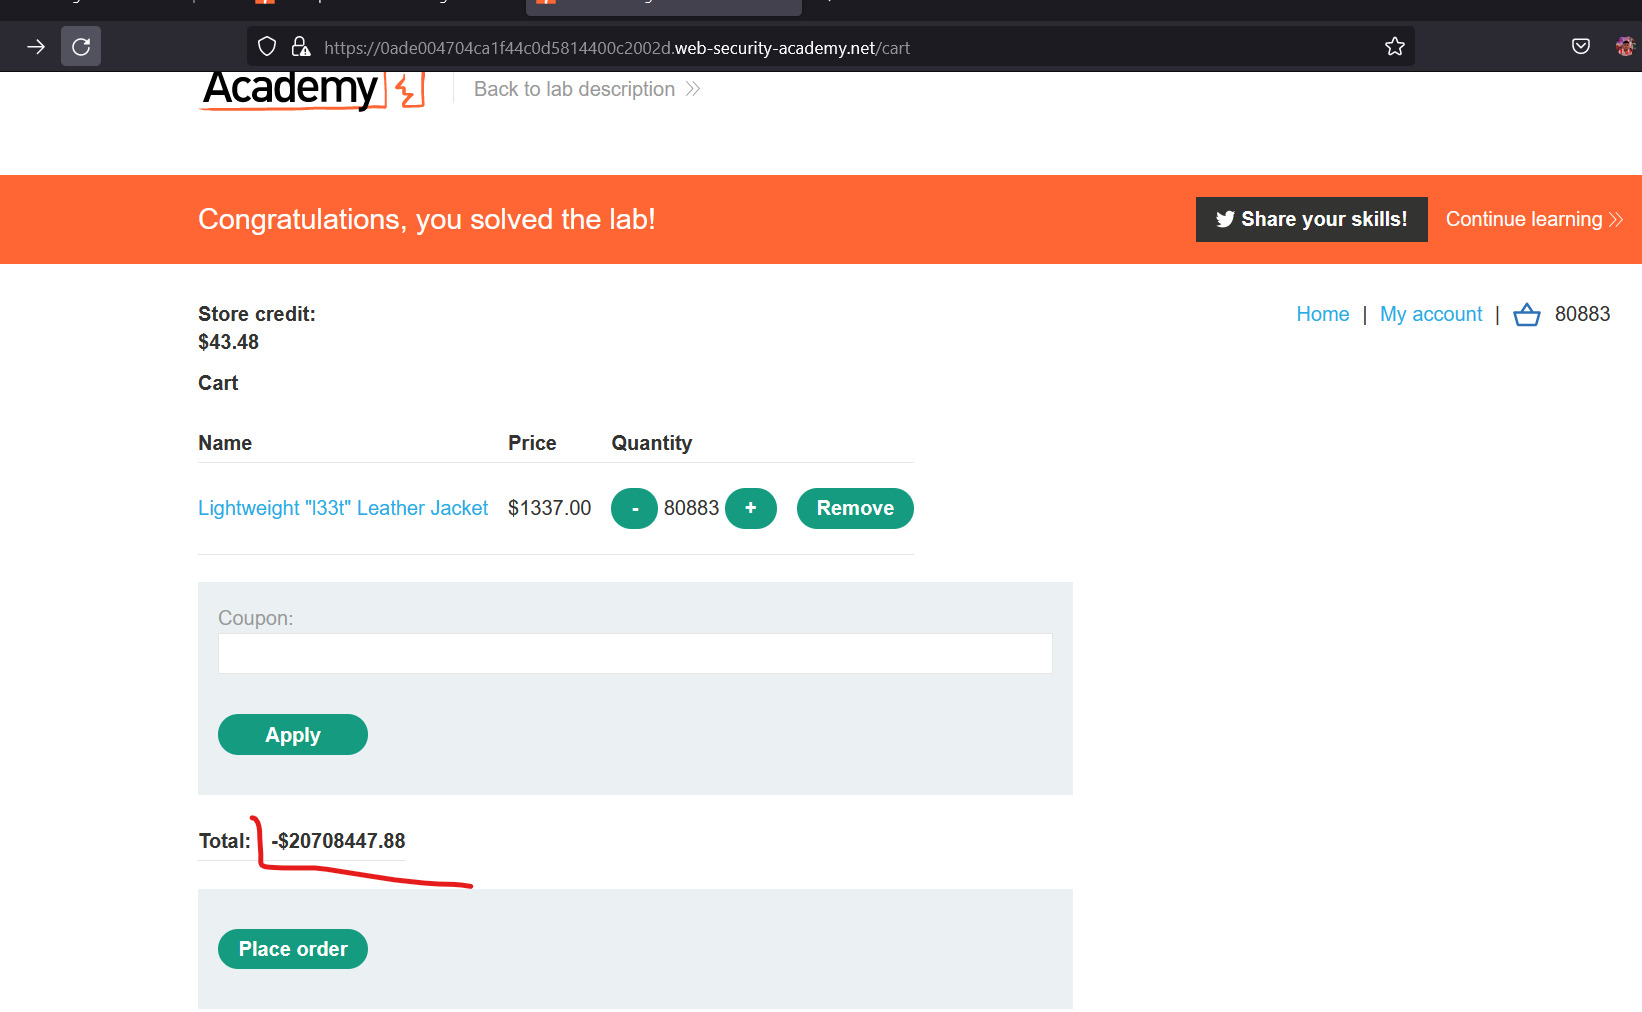 https://0ade004704ca1f44c0d5814400c2002d.web-security-academy.net/cart
Academy
Back to lab description
Congratulations, you solved the lab!
Share your skills!
Continue learning
Store credit:
$43.48
Home | My account | 80883
Cart
Name Price Quantity
Lightweight "l33t" Leather Jacket $1337.00 - 80883 + Remove
Coupon:
Apply
Total: -$20708447.88
Place order